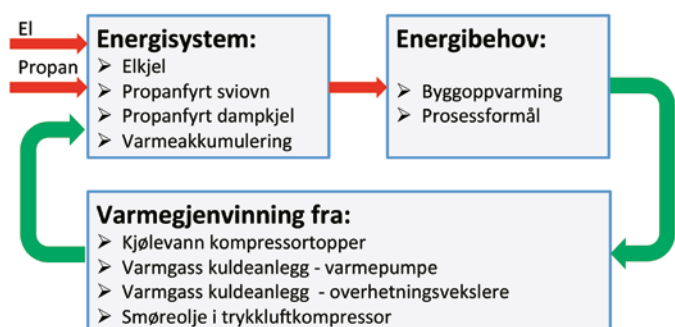 El
Propan
Energisystem:
➢ Elkjel
➢ Propanfyrt sviovn
➢ Propanfyrt dampkjel
➢ Varmeakkumulering
Energibehov:
➢ Byggoppvarming
➢ Prosessformål
Varmegjenvinning fra:
➢ Kjølevann kompressortopper
➢ Varmgass kuldeanlegg - varmepumpe
➢ Varmgass kuldeanlegg - overhetningsvekslere
➢ Smøreolje i trykkluftkompressor